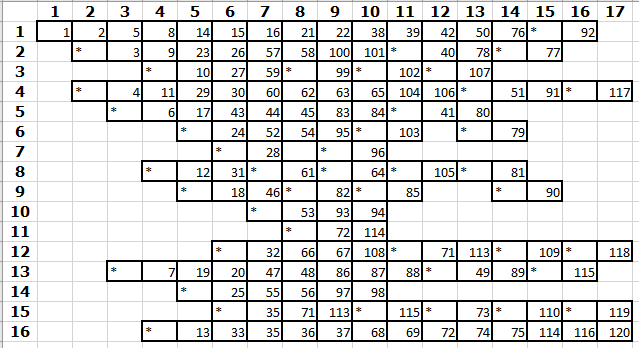 1 2 3 4 5 6 7 8 9 10 11 12 13 14 15 16 17
1 1 2 5 8 14 15 16 21 22 38 39 42 50 76 * 92
2 * 3 9 23 26 57 58 100 101 * 40 78 * 77
3 * 10 27 59 * 99 * 102 * 107
4 * 4 11 29 30 60 62 63 65 104 106 * 51 91 * 117
5 * 6 17 43 44 45 83 84 * 41 80
6 * 24 52 54 95 * 103 * 79
7 * 28 * 96
8 * 12 31 * 61 * 64 * 105 * 81
9 * 18 46 * 82 * 85 * 90
10 * 53 93 94
11 * 72 114
12 * 32 66 67 108 * 71 113 * 109 * 118
13 * 7 19 20 47 48 86 87 88 * 49 89 * 115
14 * 25 55 56 97 98
15 * 35 71 113 * 115 * 73 * 110 * 119
16 * 13 33 35 36 37 68 69 72 74 75 114 116 120